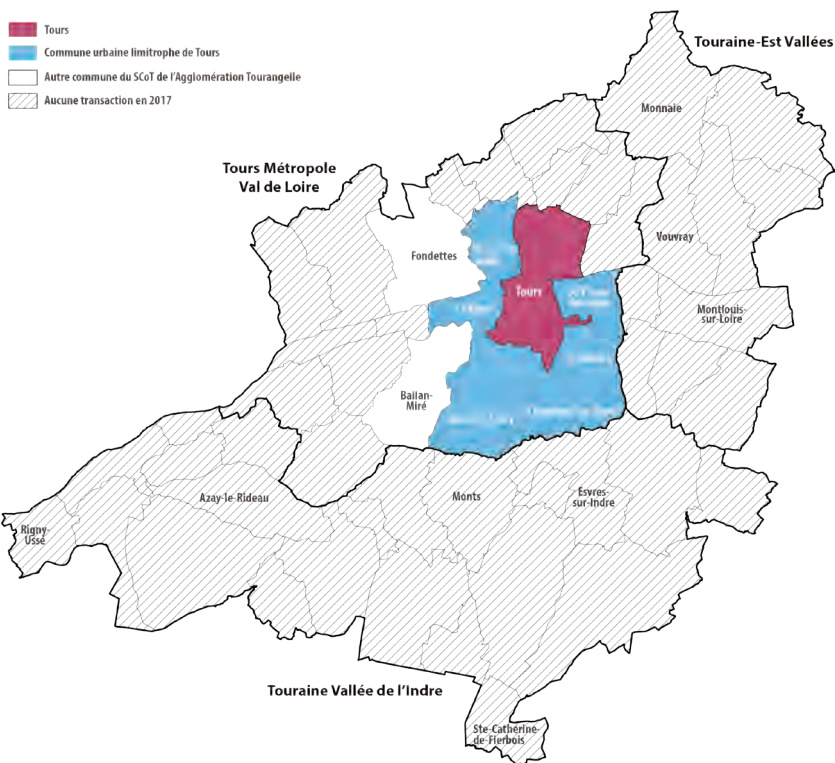 Tours
Commune urbaine limitrophe de Tours
Autre commune du SCoT de l'Agglomération Tourangelle
Aucune transaction en 2017
Touraine-Est Vallées
Monnaie
Tours Métropole
Val de Loire
Fondettes
Vouvray
Tours
Montlouis-
sur-Loire
Ballan-
Miré
Azay-le-Rideau
Monts
Esvres-
sur-Indre
Rigny-
Ussé
Touraine Vallée de l'Indre
Ste-Catherine-
de-Fierbois